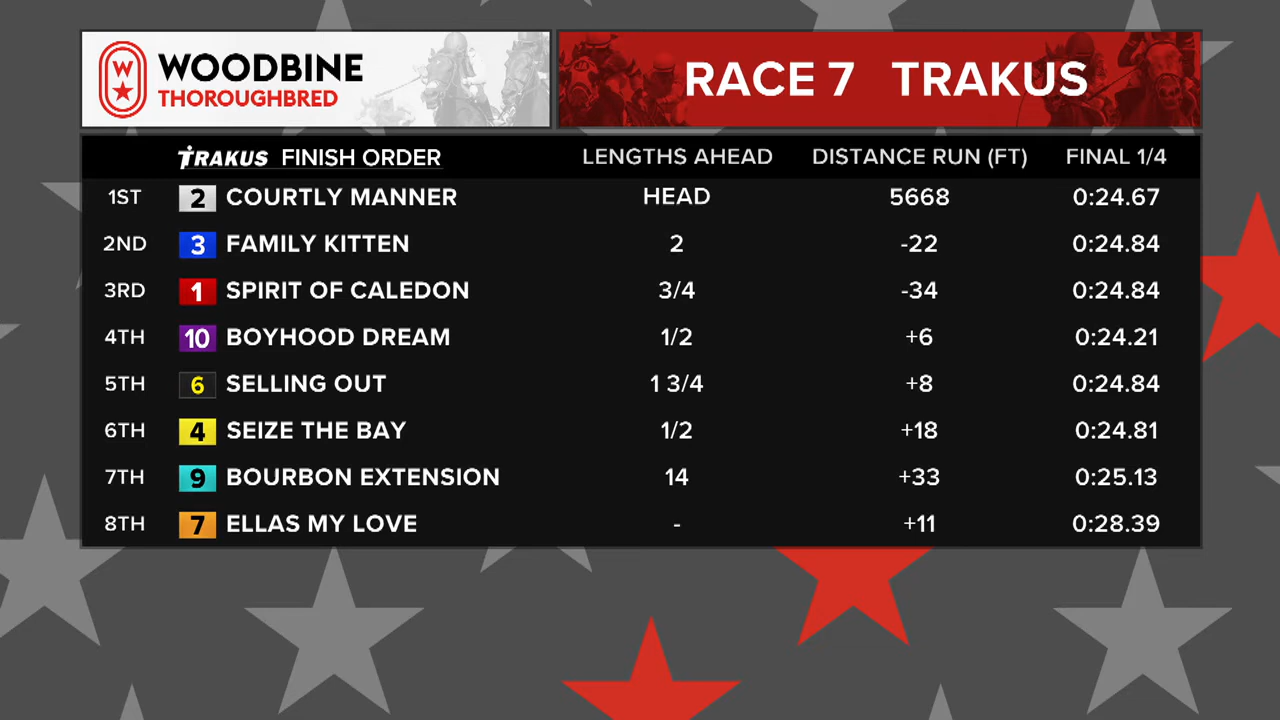 W
WOODBINE
THOROUGHBRED
RACE 7 TRAKUS
TRAKUS FINISH ORDER LENGTHS AHEAD DISTANCE RUN (FT) FINAL 1/4
1ST 2 COURTLY MANNER HEAD 5668 0:24.67
2ND 3 FAMILY KITTEN 2 -22 0:24.84
3RD 1 SPIRIT OF CALEDON 3/4 -34 0:24.84
4TH 10 BOYHOOD DREAM 1/2 +6 0:24.21
5TH 6 SELLING OUT 1 3/4 +8 0:24.84
6TH 4 SEIZE THE BAY 1/2 +18 0:24.81
7TH 9 BOURBON EXTENSION 14 +33 0:25.13
8TH 7 ELLAS MY LOVE - +11 0:28.39